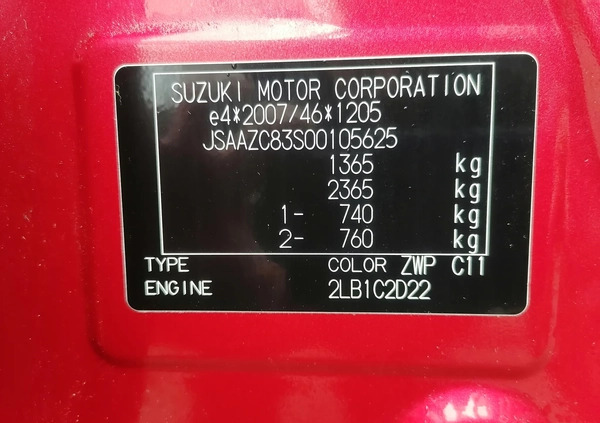 SUZUKI MOTOR CORPORATION
e4*2007/46*1205
JSAAZC83S00105625
1365 kg
2365 kg
1- 740 kg
2- 760 kg
TYPE COLOR ZWP C11
ENGINE 2LB1C2D22